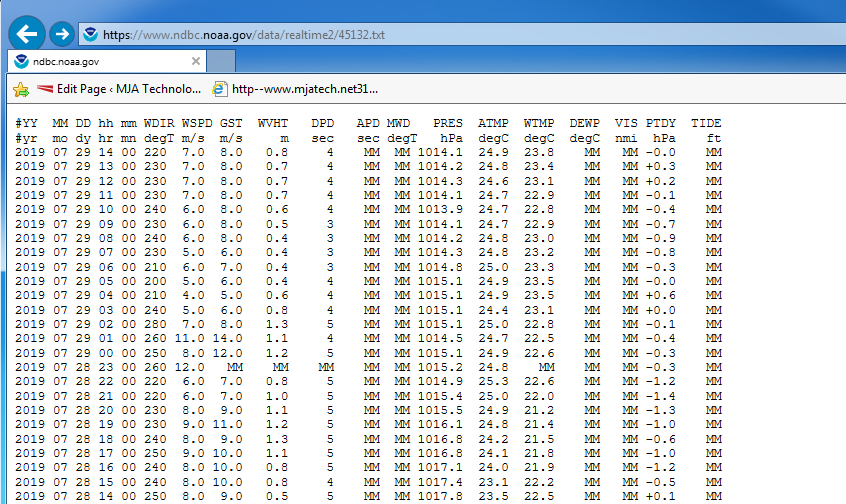 https://www.ndbc.noaa.gov/data/realtime2/45132.txt
ndbc.noaa.gov
Edit Page ‹ MJA Technolo... http--www.mjatech.net31...
#YY MM DD hh mm WDIR WSPD GST WVHT DPD APD MWD PRES ATMP WTMP DEWP VIS PTDY TIDE
#yr mo dy hr mn degT m/s m/s m sec sec degT hPa degC degC degC nmi hPa ft
2019 07 29 14 00 220 7.0 8.0 0.8 4 MM MM 1014.1 24.9 23.8 MM MM -0.0 MM
2019 07 29 13 00 230 7.0 8.0 0.7 4 MM MM 1014.2 24.8 23.4 MM MM +0.3 MM
2019 07 29 12 00 230 7.0 8.0 0.7 4 MM MM 1014.3 24.6 23.1 MM MM +0.2 MM
2019 07 29 11 00 230 7.0 8.0 0.7 4 MM MM 1014.1 24.7 22.9 MM MM -0.1 MM
2019 07 29 10 00 240 6.0 8.0 0.6 4 MM MM 1013.9 24.7 22.8 MM MM -0.4 MM
2019 07 29 09 00 230 6.0 8.0 0.5 3 MM MM 1014.1 24.7 22.9 MM MM -0.7 MM
2019 07 29 08 00 240 6.0 8.0 0.4 3 MM MM 1014.2 24.8 23.0 MM MM -0.9 MM
2019 07 29 07 00 230 5.0 6.0 0.4 3 MM MM 1014.3 24.8 23.2 MM MM -0.8 MM
2019 07 29 06 00 210 6.0 7.0 0.4 3 MM MM 1014.8 25.0 23.3 MM MM -0.3 MM
2019 07 29 05 00 200 5.0 6.0 0.4 4 MM MM 1015.1 24.9 23.5 MM MM -0.0 MM
2019 07 29 04 00 210 4.0 5.0 0.6 4 MM MM 1015.1 24.9 23.5 MM MM +0.6 MM
2019 07 29 03 00 240 5.0 6.0 0.8 4 MM MM 1015.1 24.4 23.1 MM MM +0.0 MM
2019 07 29 02 00 280 7.0 8.0 1.3 5 MM MM 1015.1 25.0 22.8 MM MM -0.1 MM
2019 07 29 01 00 260 11.0 14.0 1.1 4 MM MM 1014.5 24.7 22.5 MM MM -0.4 MM
2019 07 29 00 00 250 8.0 12.0 1.2 5 MM MM 1015.1 24.9 22.6 MM MM -0.3 MM
2019 07 28 23 00 260 12.0 MM MM MM MM MM 1015.2 24.8 MM MM MM -0.3 MM
2019 07 28 22 00 220 6.0 7.0 0.8 5 MM MM 1014.9 25.3 22.6 MM MM -1.2 MM
2019 07 28 21 00 220 6.0 7.0 1.0 5 MM MM 1015.4 25.0 22.0 MM MM -1.4 MM
2019 07 28 20 00 230 8.0 9.0 1.1 5 MM MM 1015.5 24.9 21.2 MM MM -1.3 MM
2019 07 28 19 00 230 9.0 11.0 1.2 5 MM MM 1016.1 24.8 21.4 MM MM -1.0 MM
2019 07 28 18 00 240 8.0 9.0 1.3 5 MM MM 1016.8 24.2 21.5 MM MM -0.6 MM
2019 07 28 17 00 250 9.0 10.0 1.1 5 MM MM 1016.8 24.1 21.8 MM MM -1.0 MM
2019 07 28 16 00 240 8.0 10.0 0.8 5 MM MM 1017.1 24.0 21.9 MM MM -1.2 MM
2019 07 28 15 00 240 8.0 10.0 0.8 4 MM MM 1017.4 23.9 22.2 MM MM -0.5 MM
2019 07 28 14 00 250 8.0 9.0 0.5 5 MM MM 1017.8 23.5 22.5 MM MM +0.1 MM